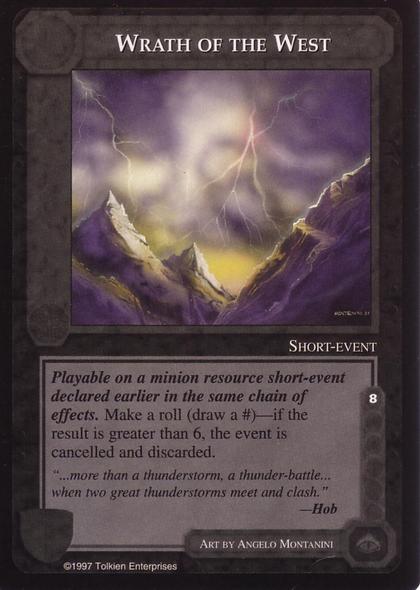 WRATH OF THE WEST
SHORT-EVENT
Playable on a minion resource short-event
declared earlier in the same chain of
effects. Make a roll (draw a #)—if the
result is greater than 6, the event is
cancelled and discarded.
8
“...more than a thunderstorm, a thunder-battle...
when two great thunderstorms meet and clash.”
—Hob
ART BY ANGELO MONTANINI
©1997 Tolkien Enterprises